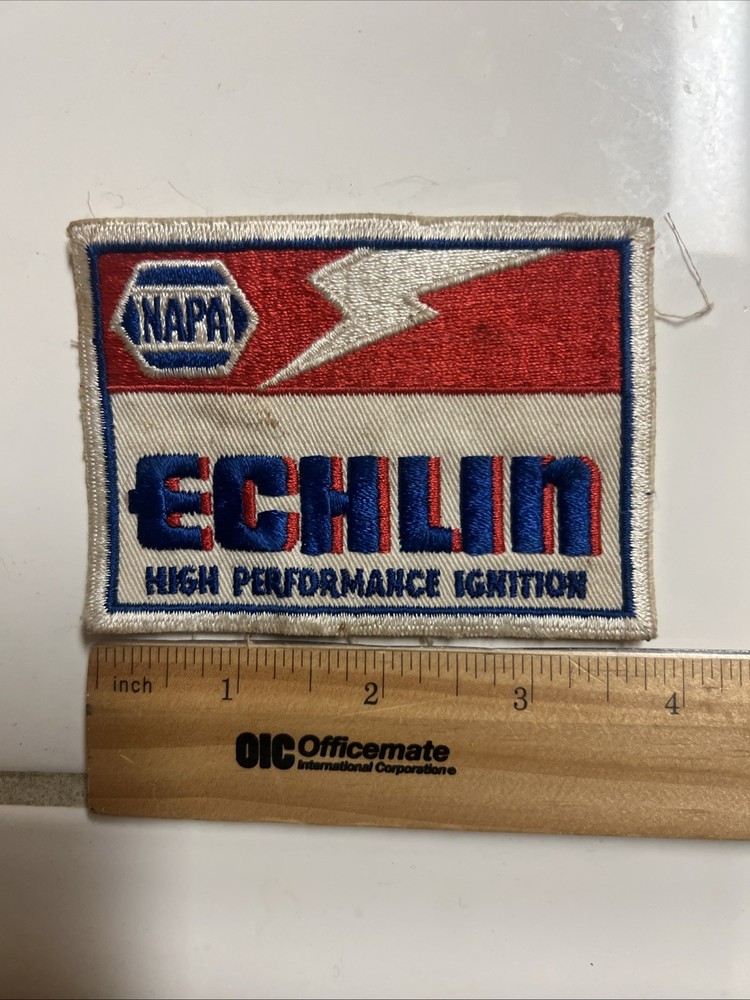 NAPA
ECHLIN
HIGH PERFORMANCE IGNITION
inch 1 2 3 4
OIC Officemate
International Corporation®